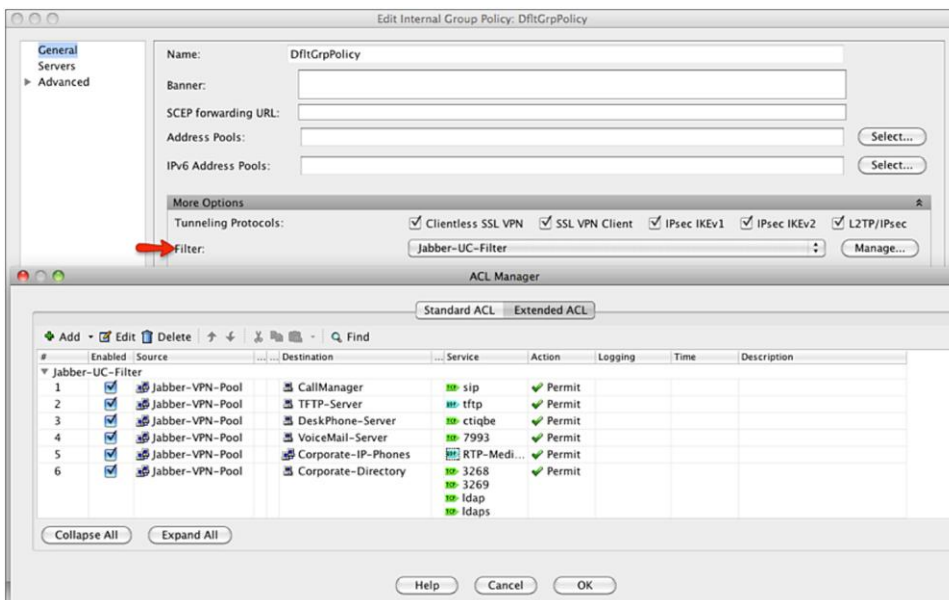 Edit Internal Group Policy: DfltGrpPolicy
General
Servers
Advanced
Name: DfltGrpPolicy
Banner:
SCEP forwarding URL:
Address Pools: Select...
IPv6 Address Pools: Select...
More Options
Tunneling Protocols: Clientless SSL VPN SSL VPN Client IPsec IKEv1 IPsec IKEv2 L2TP/IPsec
Filter: Jabber-UC-Filter Manage...
ACL Manager
Standard ACL Extended ACL
Add Edit Delete Find
# Enabled Source ... ... Destination ... Service Action Logging Time Description
Jabber-UC-Filter
1 Jabber-VPN-Pool CallManager sip Permit
2 Jabber-VPN-Pool TFTP-Server tftp Permit
3 Jabber-VPN-Pool DeskPhone-Server ctiqbe Permit
4 Jabber-VPN-Pool VoiceMail-Server 7993 Permit
5 Jabber-VPN-Pool Corporate-IP-Phones RTP-Medi... Permit
6 Jabber-VPN-Pool Corporate-Directory 3268 Permit
3269
ldap
ldaps
Collapse All Expand All
Help Cancel OK